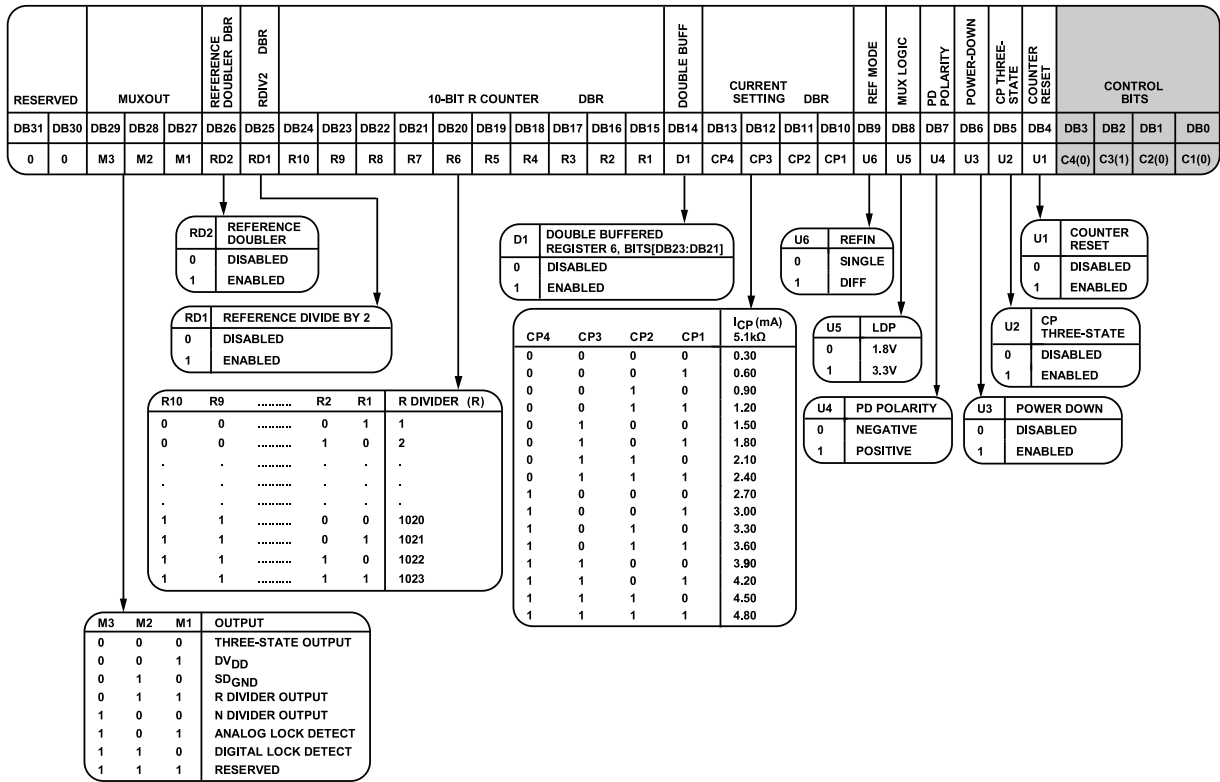 RESERVED MUXOUT REFERENCE DOUBLER DBR RDIV2 DBR 10-BIT R COUNTER DBR DOUBLE BUFF CURRENT SETTING DBR REF MODE MUX LOGIC PD POLARITY POWER-DOWN CP THREE-STATE COUNTER RESET CONTROL BITS
DB31 DB30 DB29 DB28 DB27 DB26 DB25 DB24 DB23 DB22 DB21 DB20 DB19 DB18 DB17 DB16 DB15 DB14 DB13 DB12 DB11 DB10 DB9 DB8 DB7 DB6 DB5 DB4 DB3 DB2 DB1 DB0
0 0 M3 M2 M1 RD2 RD1 R10 R9 R8 R7 R6 R5 R4 R3 R2 R1 D1 CP4 CP3 CP2 CP1 U6 U5 U4 U3 U2 U1 C4(0) C3(1) C2(0) C1(0)
RD2 REFERENCE DOUBLER
0 DISABLED
1 ENABLED
RD1 REFERENCE DIVIDE BY 2
0 DISABLED
1 ENABLED
R10 R9 .......... R2 R1 R DIVIDER (R)
0 0 .......... 0 1 1
0 0 .......... 1 0 2
. . .......... . . .
. . .......... . . .
. . .......... . . .
1 1 .......... 0 0 1020
1 1 .......... 0 1 1021
1 1 .......... 1 0 1022
1 1 .......... 1 1 1023
M3 M2 M1 OUTPUT
0 0 0 THREE-STATE OUTPUT
0 0 1 DVDD
0 1 0 SDGND
0 1 1 R DIVIDER OUTPUT
1 0 0 N DIVIDER OUTPUT
1 0 1 ANALOG LOCK DETECT
1 1 0 DIGITAL LOCK DETECT
1 1 1 RESERVED
D1 DOUBLE BUFFERED
REGISTER 6, BITS[DB23:DB21]
0 DISABLED
1 ENABLED
CP4 CP3 CP2 CP1 ICP (mA) 5.1kΩ
0 0 0 0 0.30
0 0 0 1 0.60
0 0 1 0 0.90
0 0 1 1 1.20
0 1 0 0 1.50
0 1 0 1 1.80
0 1 1 0 2.10
0 1 1 1 2.40
1 0 0 0 2.70
1 0 0 1 3.00
1 0 1 0 3.30
1 0 1 1 3.60
1 1 0 0 3.90
1 1 0 1 4.20
1 1 1 0 4.50
1 1 1 1 4.80
U6 REFIN
0 SINGLE
1 DIFF
U5 LDP
0 1.8V
1 3.3V
U4 PD POLARITY
0 NEGATIVE
1 POSITIVE
U3 POWER DOWN
0 DISABLED
1 ENABLED
U2 CP THREE-STATE
0 DISABLED
1 ENABLED
U1 COUNTER RESET
0 DISABLED
1 ENABLED